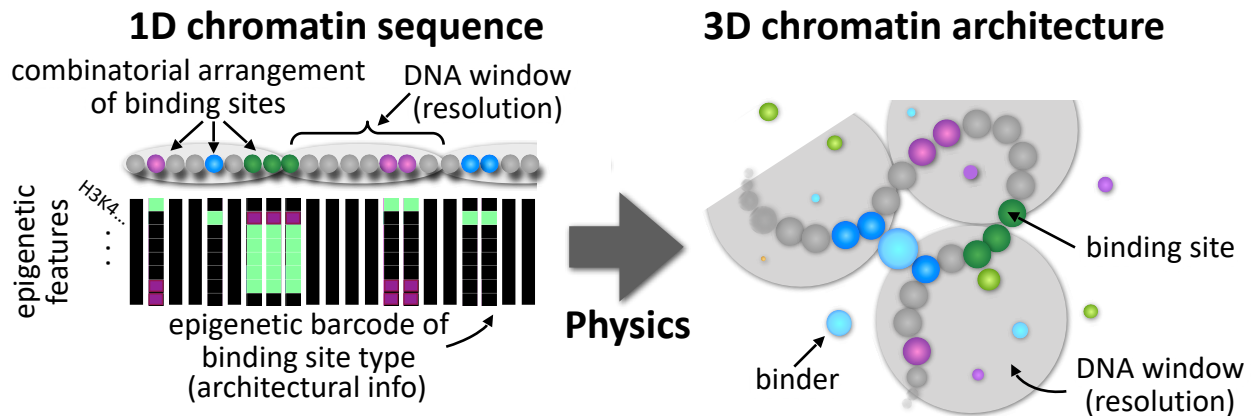 1D chromatin sequence
combinatorial arrangement
of binding sites
DNA window
(resolution)
H3K4...
epigenetic
features
epigenetic barcode of
binding site type
(architectural info)
Physics
3D chromatin architecture
binding site
binder
DNA window
(resolution)